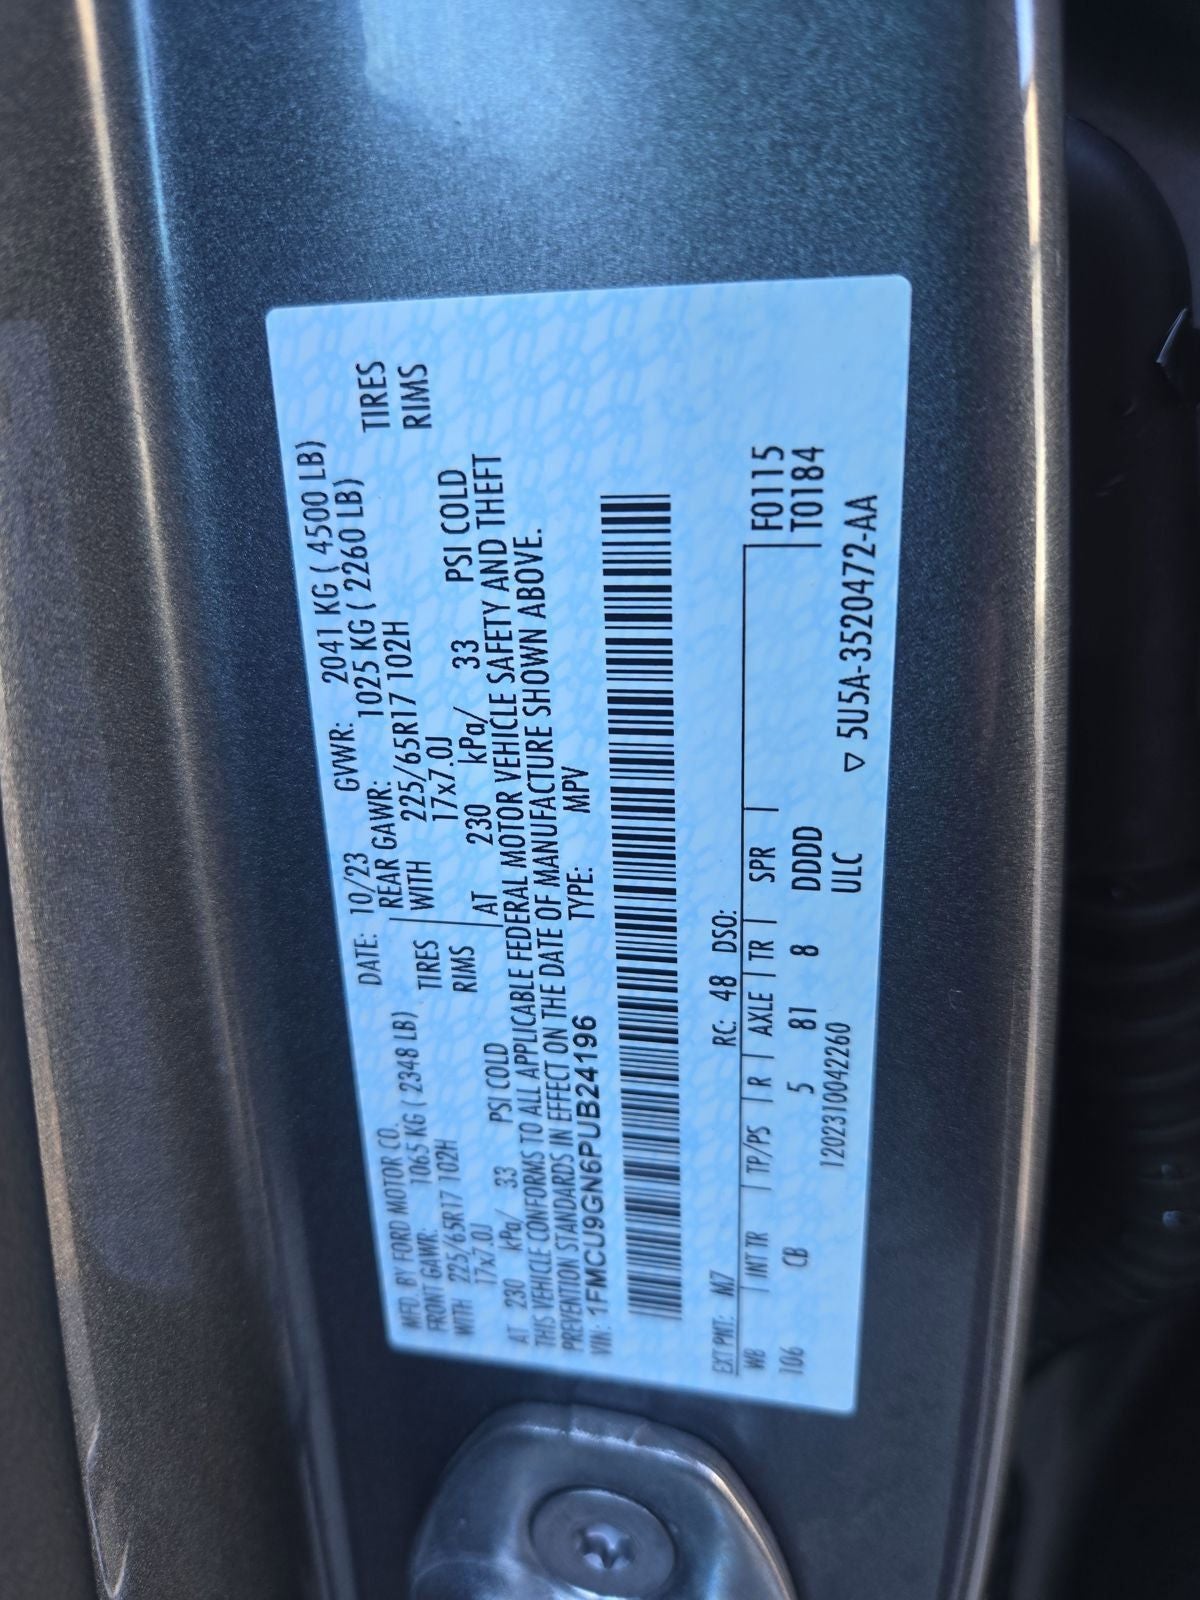 MFD. BY FORD MOTOR CO. DATE: 10/23 GVWR: 2041 KG ( 4500 LB)
FRONT GAWR: 1065 KG ( 2348 LB) REAR GAWR: 1025 KG ( 2260 LB)
WITH 225/65R17 102H TIRES WITH 225/65R17 102H TIRES
17x7.0J RIMS 17x7.0J RIMS
AT 230 kPa/ 33 PSI COLD AT 230 kPa/ 33 PSI COLD
THIS VEHICLE CONFORMS TO ALL APPLICABLE FEDERAL MOTOR VEHICLE SAFETY AND THEFT
PREVENTION STANDARDS IN EFFECT ON THE DATE OF MANUFACTURE SHOWN ABOVE.
VIN: 1FMCU9GN6PUB24196 TYPE: MPV
EXT PNT: M7 RC: 48 DSO: F0115
WB INT TR TP/PS R AXLE TR SPR T0184
106 CB 5 81 8 DDDD
1202310042260 ULC ▽ 5U5A-3520472-AA